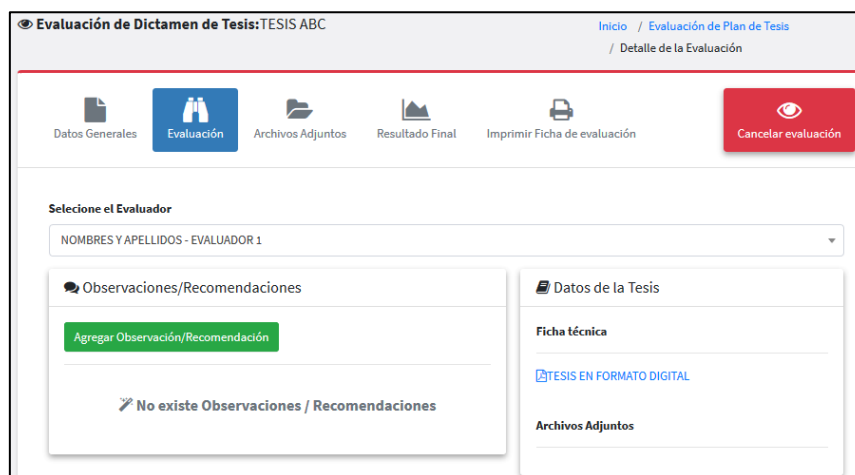 Evaluación de Dictamen de Tesis:TESIS ABC
Inicio / Evaluación de Plan de Tesis
/ Detalle de la Evaluación
Datos Generales
Evaluación
Archivos Adjuntos
Resultado Final
Imprimir Ficha de evaluación
Cancelar evaluación
Selecione el Evaluador
NOMBRES Y APELLIDOS - EVALUADOR 1
Observaciones/Recomendaciones
Agregar Observación/Recomendación
No existe Observaciones / Recomendaciones
Datos de la Tesis
Ficha técnica
TESIS EN FORMATO DIGITAL
Archivos Adjuntos